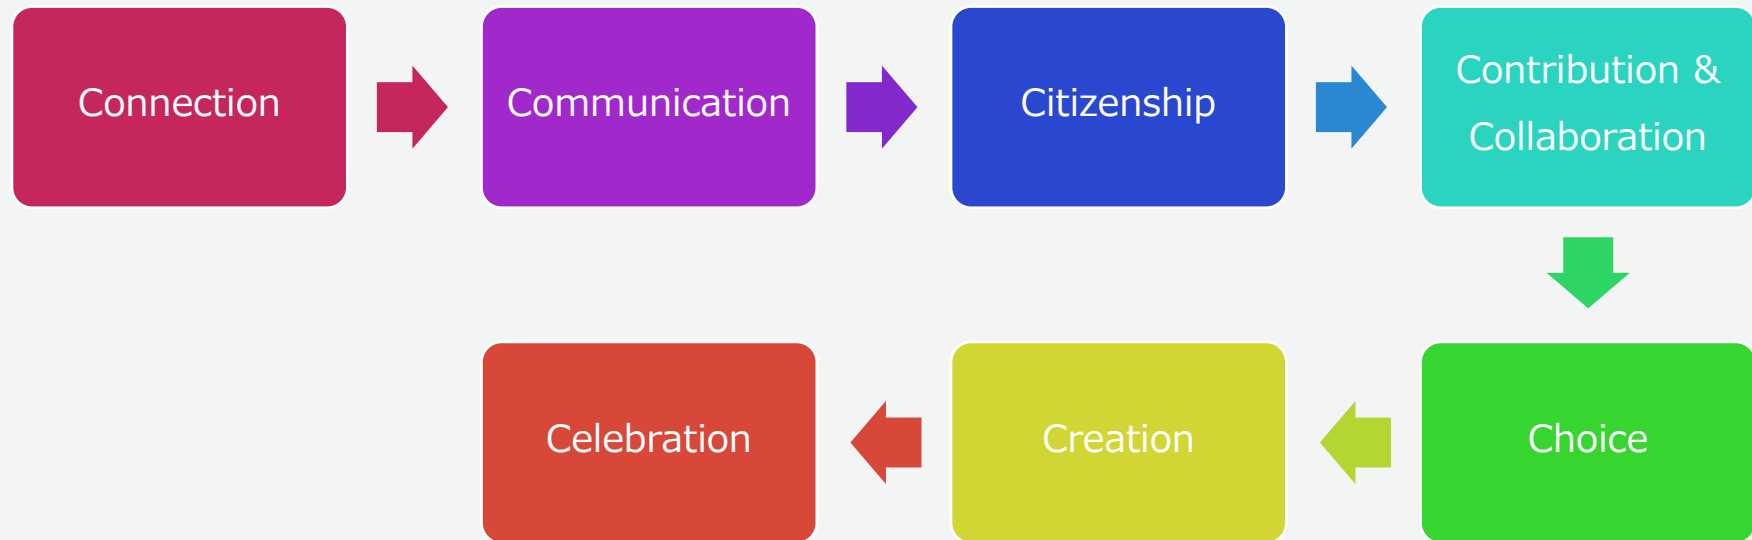 Connection
Communication
Citizenship
Contribution &
Collaboration
Choice
Creation
Celebration